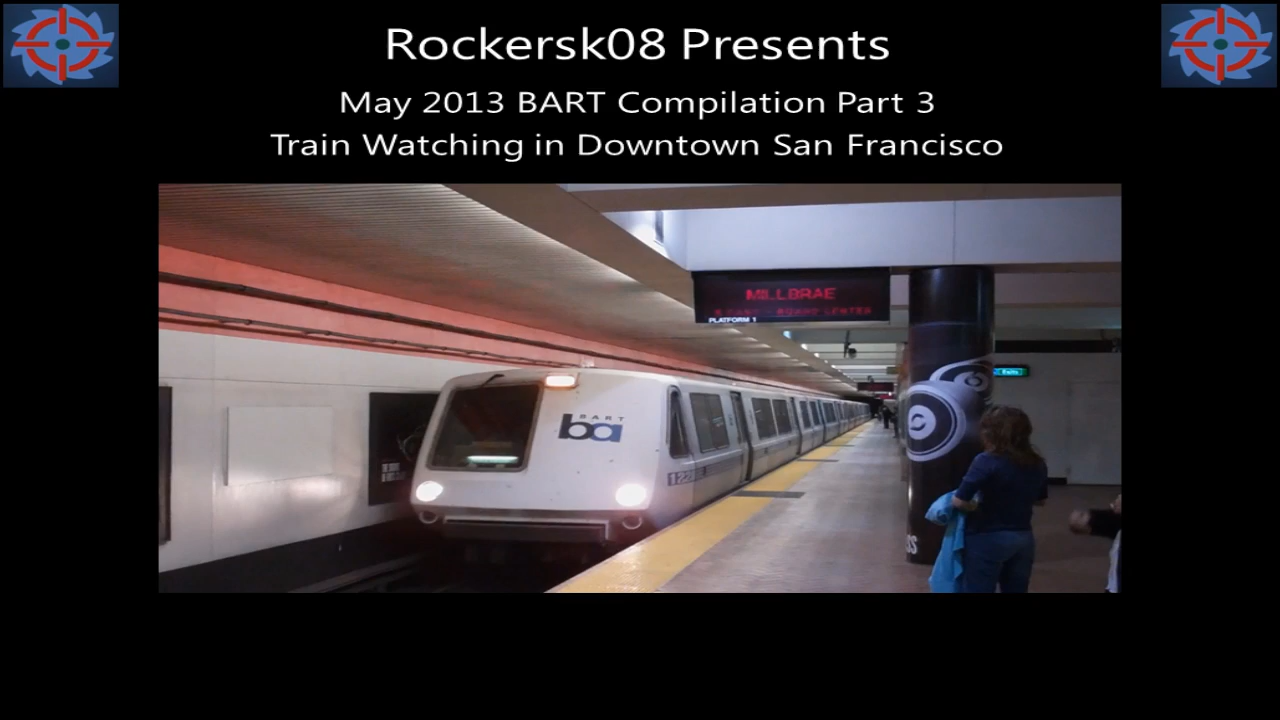 Rockersk08 Presents
May 2013 BART Compilation Part 3
Train Watching in Downtown San Francisco
MILLBRAE
PLATFORM 1
Exits
BART
ba